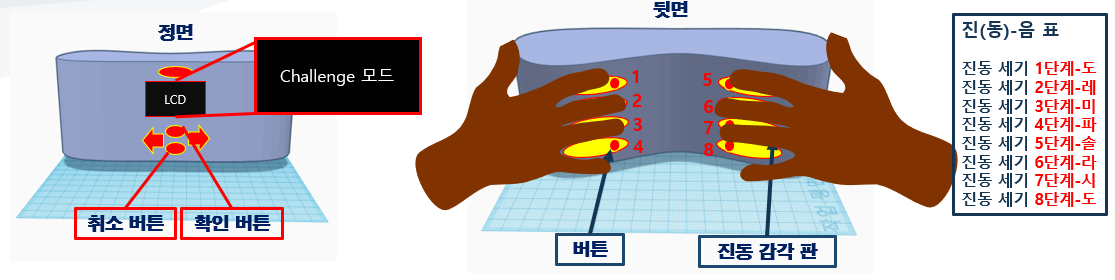 정면
Challenge 모드
LCD
취소 버튼
확인 버튼
뒷면
1
2
3
4
5
6
7
8
버튼
진동 감각 판
진(동)-음 표
진동 세기 1단계-도
진동 세기 2단계-레
진동 세기 3단계-미
진동 세기 4단계-파
진동 세기 5단계-솔
진동 세기 6단계-라
진동 세기 7단계-시
진동 세기 8단계-도